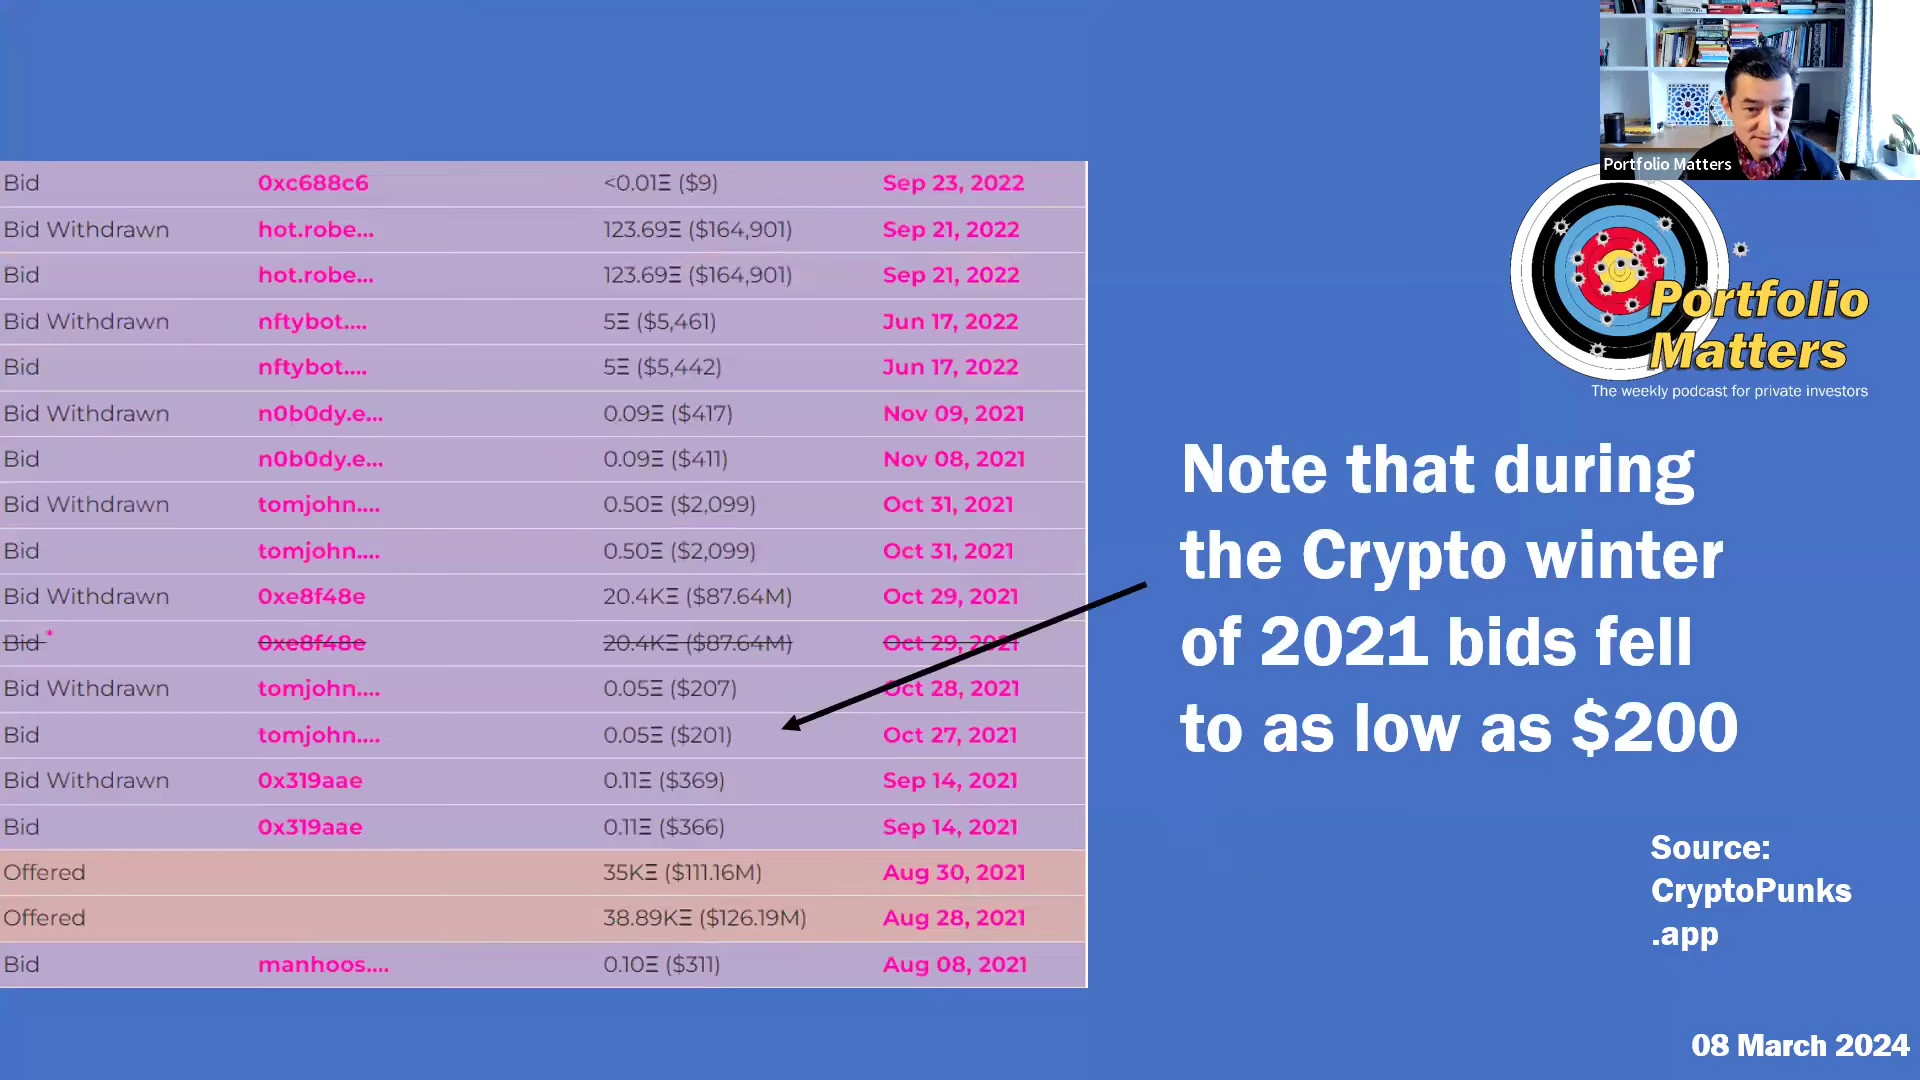 Bid 0xc688c6 <0.01Ξ ($9) Sep 23, 2022
Bid Withdrawn hot.robe... 123.69Ξ ($164,901) Sep 21, 2022
Bid hot.robe... 123.69Ξ ($164,901) Sep 21, 2022
Bid Withdrawn nftybot.... 5Ξ ($5,461) Jun 17, 2022
Bid nftybot.... 5Ξ ($5,442) Jun 17, 2022
Bid Withdrawn n0b0dy.e... 0.09Ξ ($417) Nov 09, 2021
Bid n0b0dy.e... 0.09Ξ ($411) Nov 08, 2021
Bid Withdrawn tomjohn.... 0.50Ξ ($2,099) Oct 31, 2021
Bid tomjohn.... 0.50Ξ ($2,099) Oct 31, 2021
Bid Withdrawn 0xe8f48e 20.4KΞ ($87.64M) Oct 29, 2021
Bid * 0xe8f48e 20.4KΞ ($87.64M) Oct 29, 2021
Bid Withdrawn tomjohn.... 0.05Ξ ($207) Oct 28, 2021
Bid tomjohn.... 0.05Ξ ($201) Oct 27, 2021
Bid Withdrawn 0x319aae 0.11Ξ ($369) Sep 14, 2021
Bid 0x319aae 0.11Ξ ($366) Sep 14, 2021
Offered 35KΞ ($111.16M) Aug 30, 2021
Offered 38.89KΞ ($126.19M) Aug 28, 2021
Bid manhoos.... 0.10Ξ ($311) Aug 08, 2021
Portfolio Matters
Portfolio
Matters
The weekly podcast for private investors
Note that during
the Crypto winter
of 2021 bids fell
to as low as $200
Source:
CryptoPunks
.app
08 March 2024